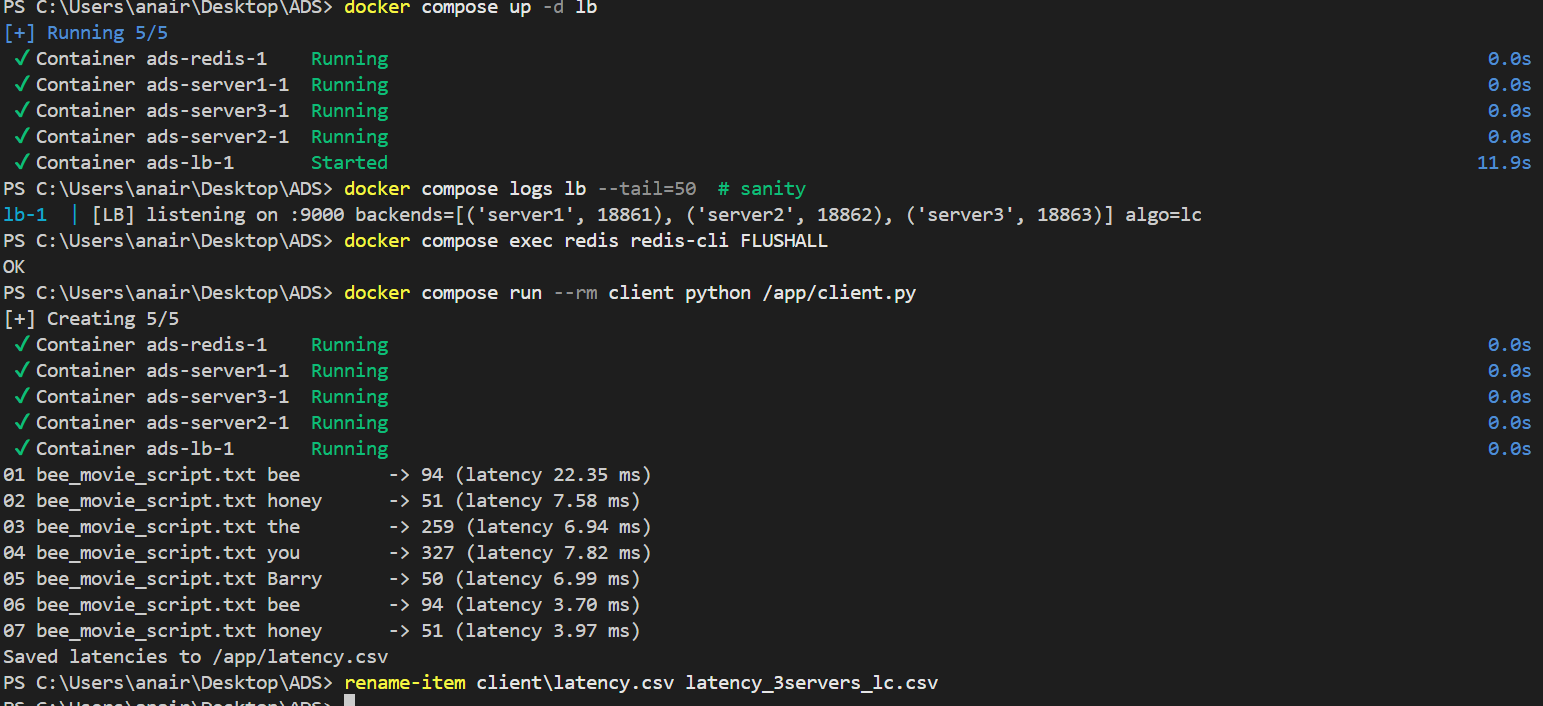 PS C:\Users\anair\Desktop\ADS> docker compose up -d lb
[+] Running 5/5
✓ Container ads-redis-1 Running 0.0s
✓ Container ads-server1-1 Running 0.0s
✓ Container ads-server3-1 Running 0.0s
✓ Container ads-server2-1 Running 0.0s
✓ Container ads-lb-1 Started 11.9s
PS C:\Users\anair\Desktop\ADS> docker compose logs lb --tail=50 # sanity
lb-1 | [LB] listening on :9000 backends=[('server1', 18861), ('server2', 18862), ('server3', 18863)] algo=lc
PS C:\Users\anair\Desktop\ADS> docker compose exec redis redis-cli FLUSHALL
OK
PS C:\Users\anair\Desktop\ADS> docker compose run --rm client python /app/client.py
[+] Creating 5/5
✓ Container ads-redis-1 Running 0.0s
✓ Container ads-server1-1 Running 0.0s
✓ Container ads-server3-1 Running 0.0s
✓ Container ads-server2-1 Running 0.0s
✓ Container ads-lb-1 Running 0.0s
01 bee_movie_script.txt bee -> 94 (latency 22.35 ms)
02 bee_movie_script.txt honey -> 51 (latency 7.58 ms)
03 bee_movie_script.txt the -> 259 (latency 6.94 ms)
04 bee_movie_script.txt you -> 327 (latency 7.82 ms)
05 bee_movie_script.txt Barry -> 50 (latency 6.99 ms)
06 bee_movie_script.txt bee -> 94 (latency 3.70 ms)
07 bee_movie_script.txt honey -> 51 (latency 3.97 ms)
Saved latencies to /app/latency.csv
PS C:\Users\anair\Desktop\ADS> rename-item client\latency.csv latency_3servers_lc.csv
PS C:\Users\anair\Desktop\ADS>